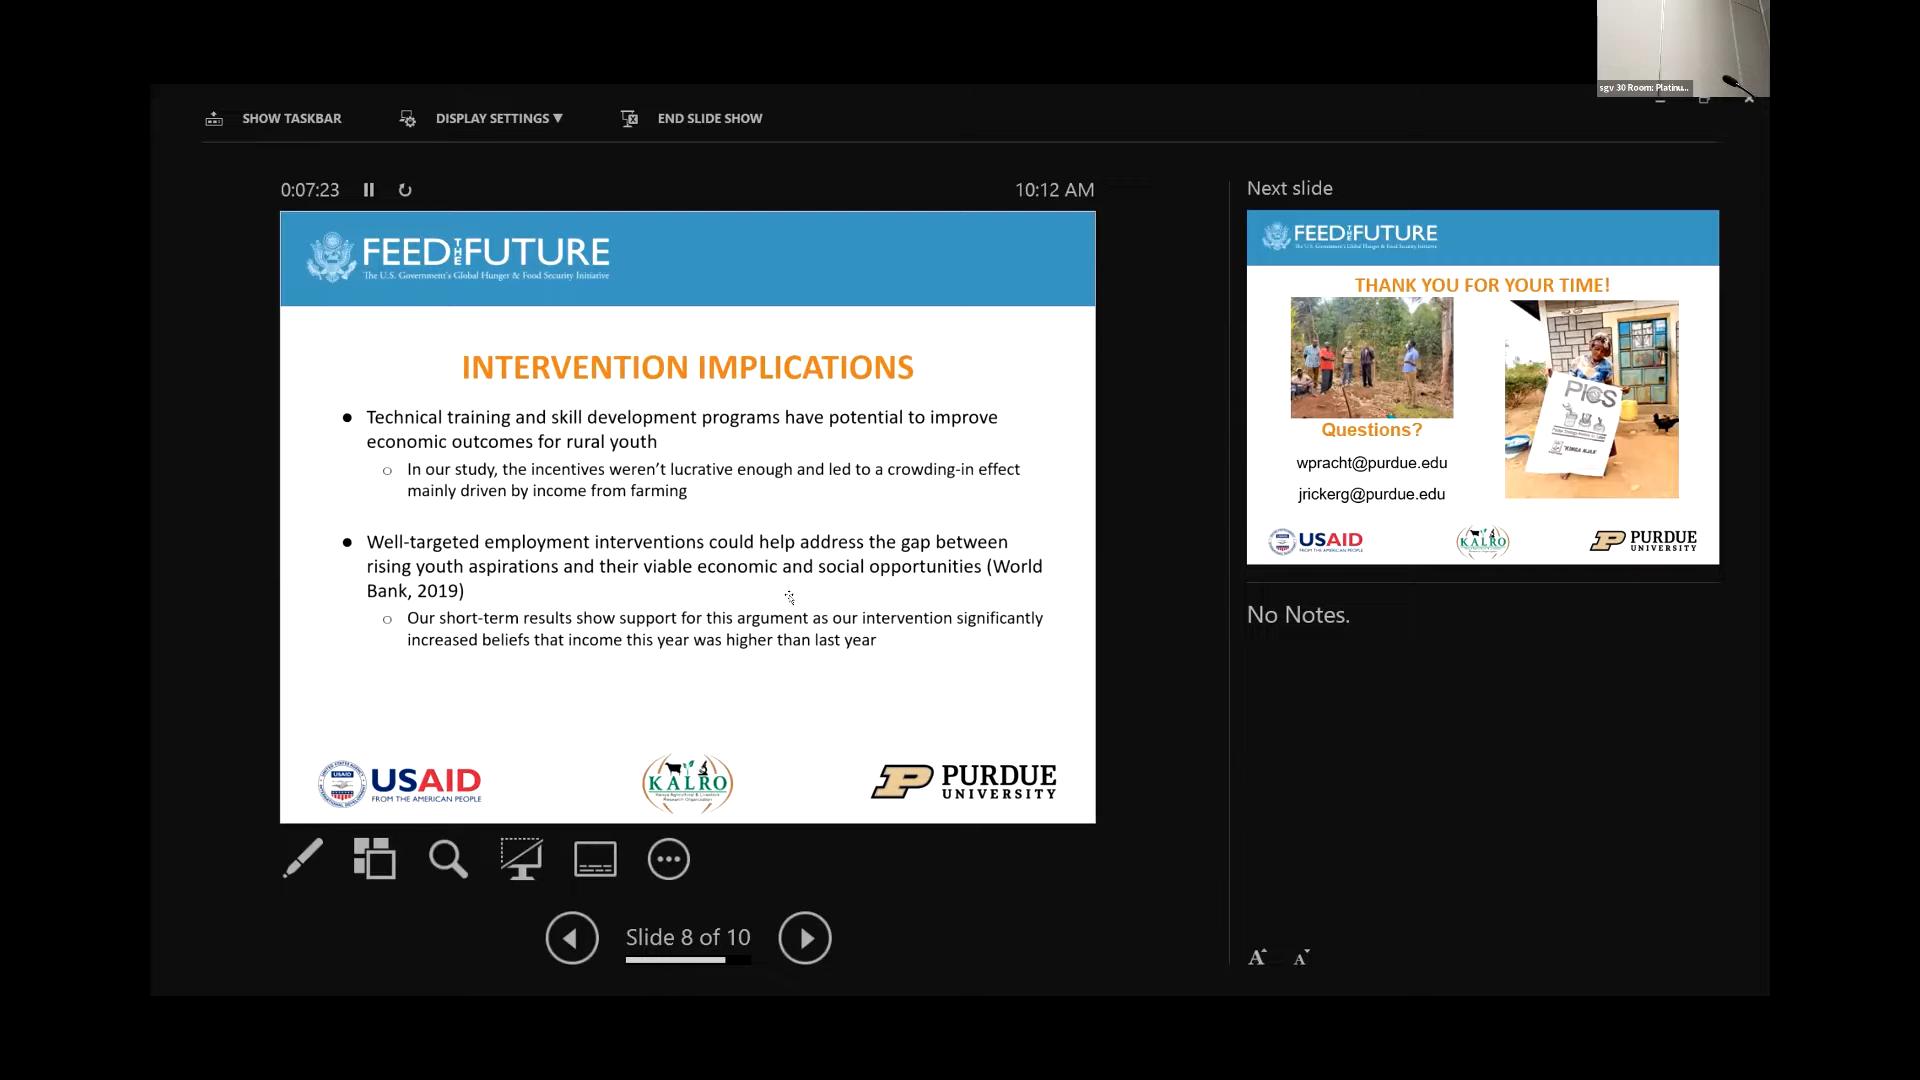 sgv 30 Room: Platinu...
SHOW TASKBAR
DISPLAY SETTINGS ▼
END SLIDE SHOW
0:07:23
10:12 AM
FEED THE FUTURE
The U.S. Government's Global Hunger & Food Security Initiative
INTERVENTION IMPLICATIONS
● Technical training and skill development programs have potential to improve
economic outcomes for rural youth
○ In our study, the incentives weren't lucrative enough and led to a crowding-in effect
mainly driven by income from farming
● Well-targeted employment interventions could help address the gap between
rising youth aspirations and their viable economic and social opportunities (World
Bank, 2019)
○ Our short-term results show support for this argument as our intervention significantly
increased beliefs that income this year was higher than last year
USAID
FROM THE AMERICAN PEOPLE
KALRO
Kenya Agricultural & Livestock
Research Organization
P PURDUE
UNIVERSITY
Slide 8 of 10
Next slide
FEED THE FUTURE
The U.S. Government's Global Hunger & Food Security Initiative
THANK YOU FOR YOUR TIME!
PICS
Questions?
wpracht@purdue.edu
jrickerg@purdue.edu
USAID
FROM THE AMERICAN PEOPLE
KALRO
P PURDUE
UNIVERSITY
No Notes.
A A